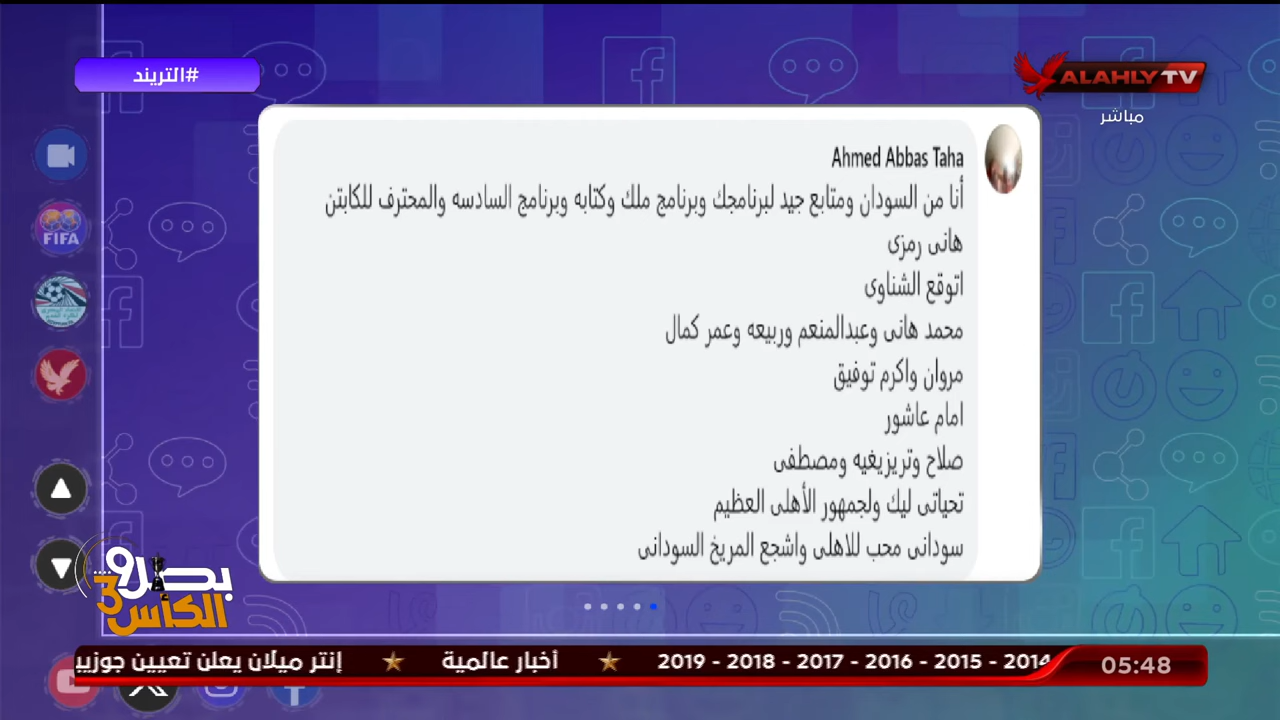 #التريند
ALAHLY TV
مباشر
Ahmed Abbas Taha
أنا من السودان ومتابع جيد لبرنامجك وبرنامج ملك وكتابه وبرنامج السادسه والمحترف للكابتن
هانى رمزى
اتوقع الشناوى
محمد هانى وعبدالمنعم وربيعه وعمر كمال
مروان واكرم توفيق
امام عاشور
صلاح وتريزيغيه ومصطفى
تحياتى ليك ولجمهور الأهلى العظيم
سودانى محب للاهلى واشجع المريخ السودانى
FIFA
الكأس
2014 - 2015 - 2016 - 2017 - 2018 - 2019 ★ أخبار عالمية ★ إنتر ميلان يعلن تعيين جوزيب
05:48